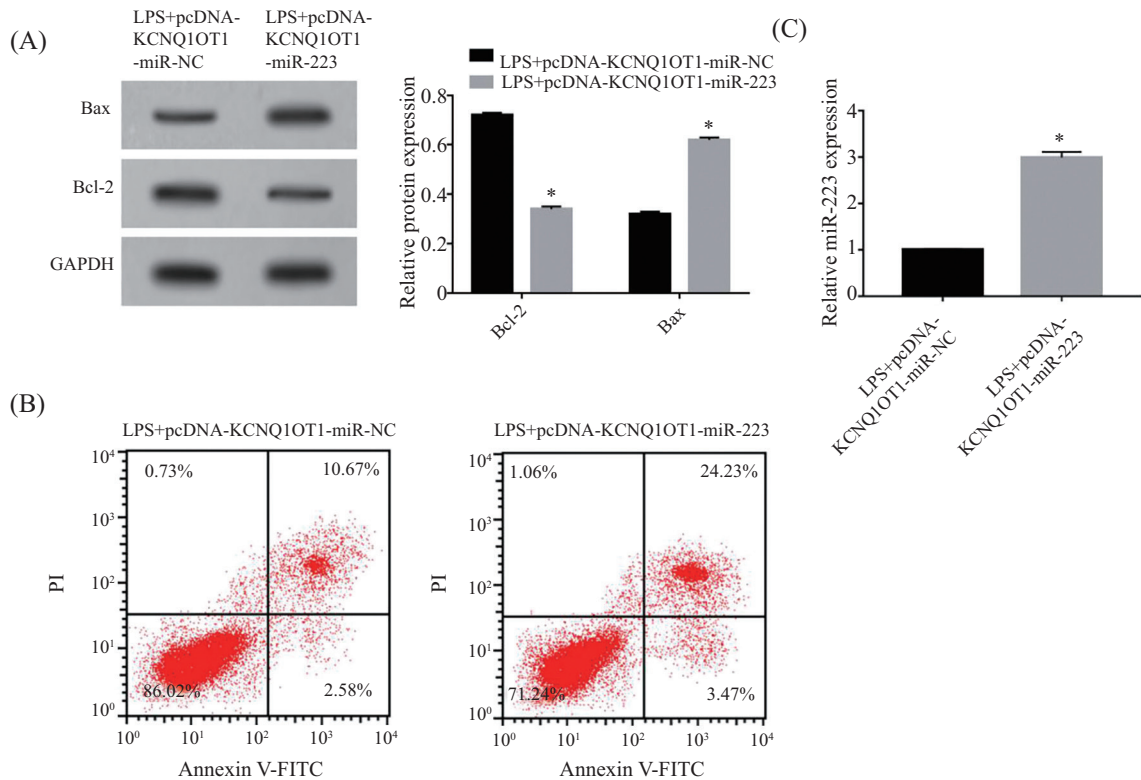 (A)
LPS+pcDNA-
KCNQ1OT1
-miR-NC
LPS+pcDNA-
KCNQ1OT1
-miR-223
Bax
Bcl-2
GAPDH
LPS+pcDNA-KCNQ1OT1-miR-NC
LPS+pcDNA-KCNQ1OT1-miR-223
Relative protein expression
0.8
0.6
0.4
0.2
0
*
*
Bcl-2
Bax
(C)
Relative miR-223 expression
4
3
2
1
0
*
LPS+pcDNA-
KCNQ1OT1-miR-NC
LPS+pcDNA-
KCNQ1OT1-miR-223
(B)
LPS+pcDNA-KCNQ1OT1-miR-NC
PI
10⁴
10³
10²
10¹
10⁰
0.73%
10.67%
86.02%
2.58%
10⁰ 10¹ 10² 10³ 10⁴
Annexin V-FITC
LPS+pcDNA-KCNQ1OT1-miR-223
PI
10⁴
10³
10²
10¹
10⁰
1.06%
24.23%
71.24%
3.47%
10⁰ 10¹ 10² 10³ 10⁴
Annexin V-FITC